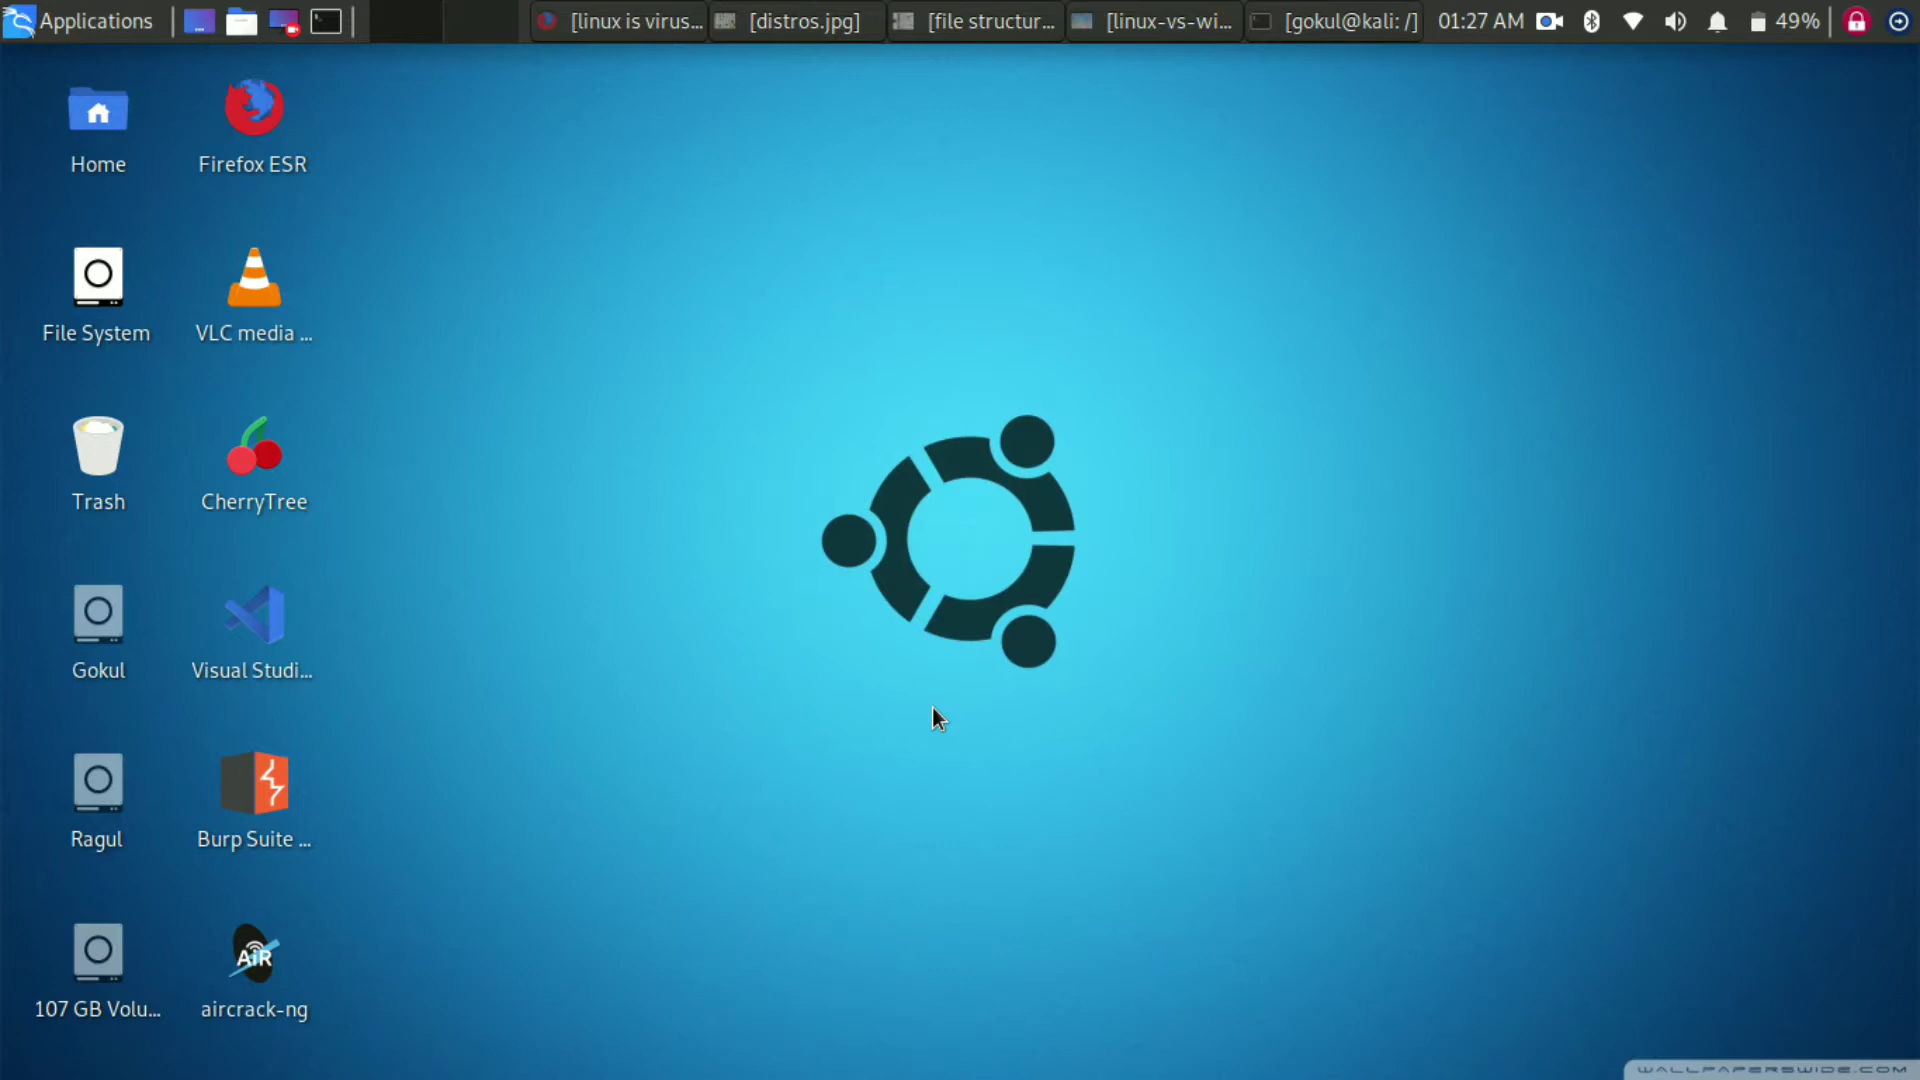 Applications
[linux is virus...
[distros.jpg]
[file structur...
[linux-vs-wi...
[gokul@kali: /]
01:27 AM
49%
Home
Firefox ESR
File System
VLC media ...
Trash
CherryTree
Gokul
Visual Studi...
Ragul
Burp Suite ...
107 GB Volu...
AiR
aircrack-ng
WALLPAPERSWIDE.COM